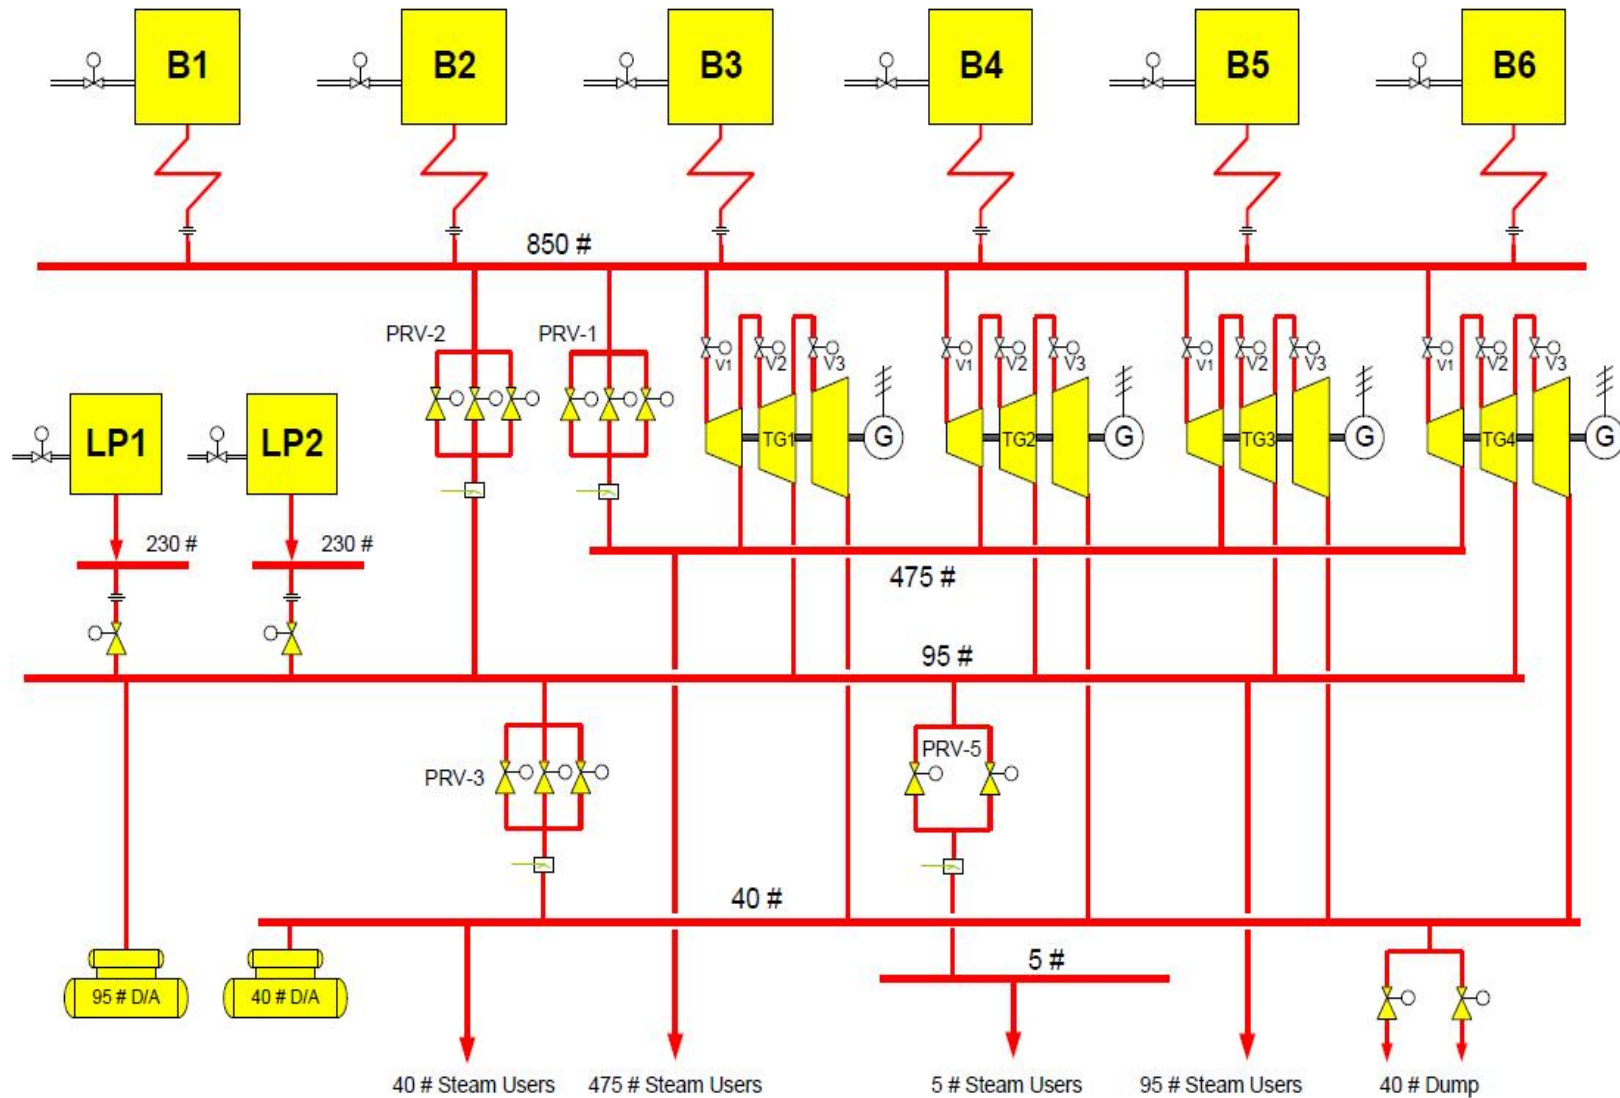 B1 B2 B3 B4 B5 B6
850 #
PRV-2 PRV-1
V1 V2 V3 V1 V2 V3 V1 V2 V3 V1 V2 V3
LP1 LP2
TG1 G TG2 G TG3 G TG4 G
230 # 230 #
475 #
95 #
PRV-3 PRV-5
40 #
5 #
95 # D/A 40 # D/A
40 # Steam Users 475 # Steam Users 5 # Steam Users 95 # Steam Users 40 # Dump